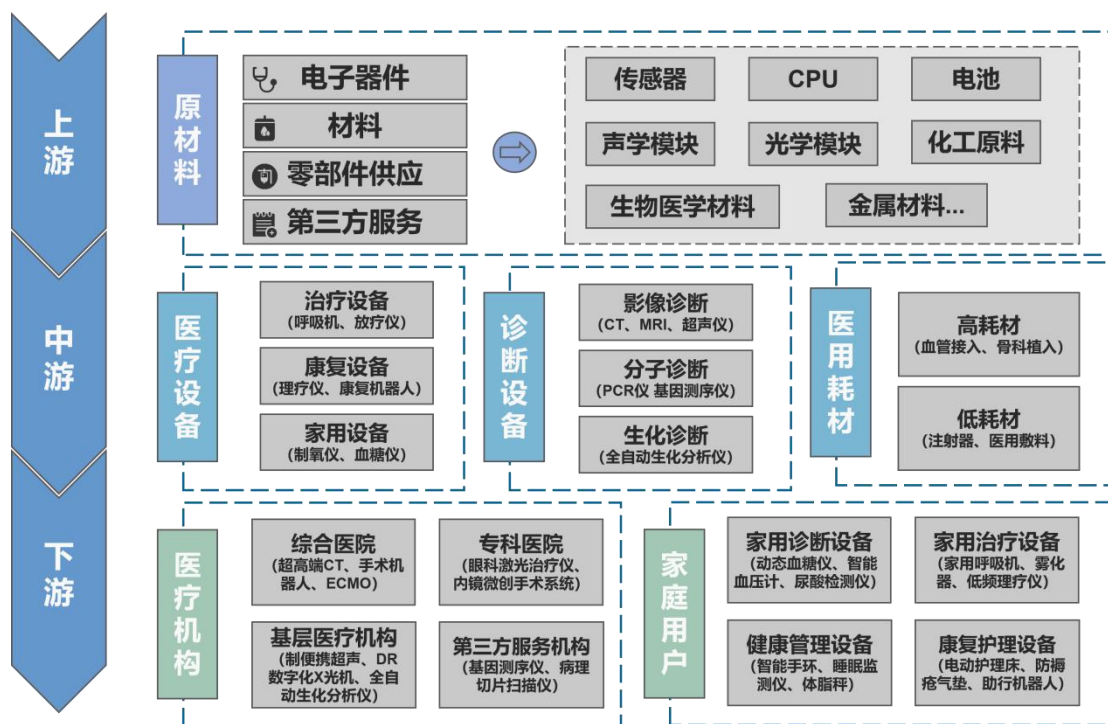 上游
原材料
电子器件
材料
零部件供应
第三方服务
传感器
CPU
电池
声学模块
光学模块
化工原料
生物医学材料
金属材料...
中游
医疗设备
治疗设备
(呼吸机、放疗仪)
康复设备
(理疗仪、康复机器人)
家用设备
(制氧仪、血糖仪)
诊断设备
影像诊断
(CT、MRI、超声仪)
分子诊断
(PCR仪 基因测序仪)
生化诊断
(全自动生化分析仪)
医用耗材
高耗材
(血管接入、骨科植入)
低耗材
(注射器、医用敷料)
下游
医疗机构
综合医院
(超高端CT、手术机
器人、ECMO)
专科医院
(眼科激光治疗仪、
内镜微创手术系统)
基层医疗机构
(制便携超声、DR
数字化X光机、全自
动生化分析仪)
第三方服务机构
(基因测序仪、病理
切片扫描仪)
家庭用户
家用诊断设备
(动态血糖仪、智能
血压计、尿酸检测仪)
家用治疗设备
(家用呼吸机、雾化
器、低频理疗仪)
健康管理设备
(智能手环、睡眠监
测仪、体脂秤)
康复护理设备
(电动护理床、防褥
疮气垫、助行机器人)